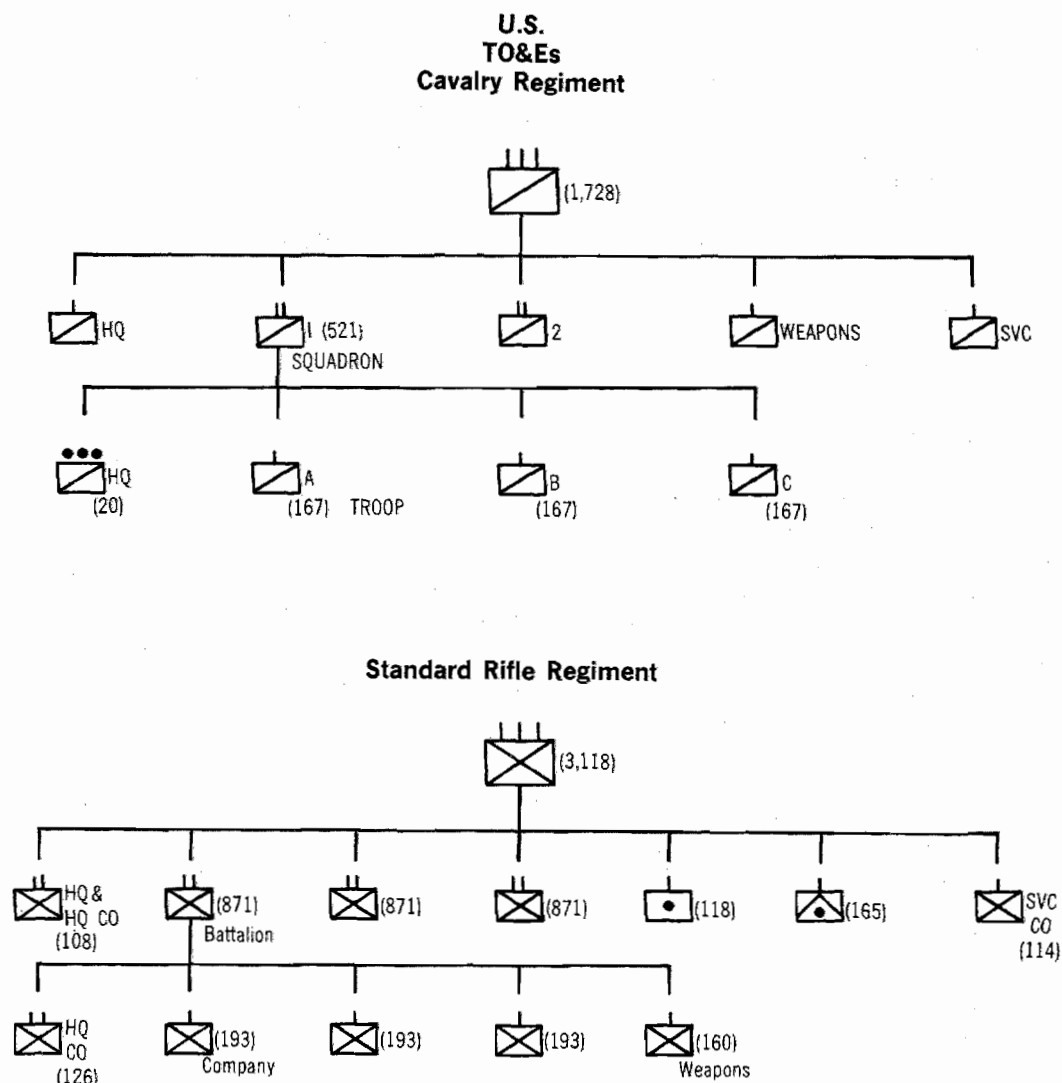 U.S.
TO&Es
Cavalry Regiment
(1,728)
HQ
1 (521)
SQUADRON
2
WEAPONS
SVC
HQ
(20)
A
(167) TROOP
B
(167)
C
(167)
Standard Rifle Regiment
(3,118)
HQ &
HQ CO
(108)
(871)
Battalion
(871)
(871)
(118)
(165)
SVC
CO
(114)
HQ
CO
(126)
(193)
Company
(193)
(193)
(160)
Weapons